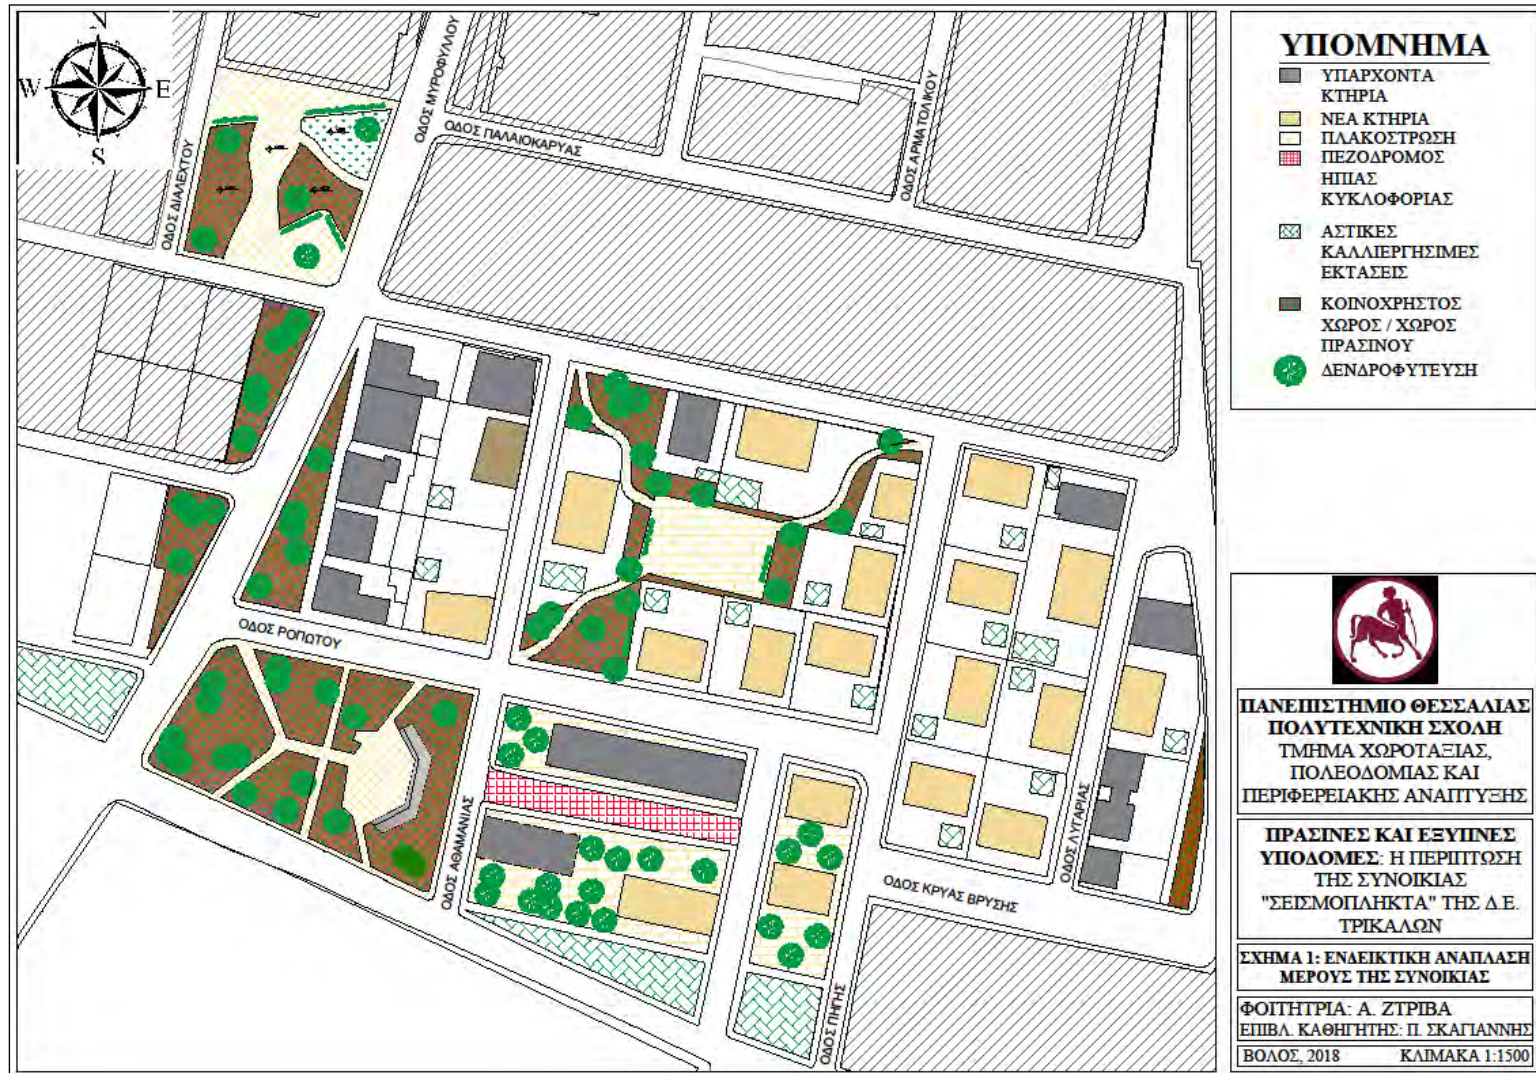 N
W
E
S
ΟΔΟΣ ΜΥΡΟΦΥΛΛΟΥ
ΟΔΟΣ ΠΑΛΑΙΟΚΑΡΥΑΣ
ΟΔΟΣ ΑΡΜΑΤΟΛΙΚΟΥ
ΟΔΟΣ ΔΙΑΛΕΧΤΟΥ
ΟΔΟΣ ΡΟΠΩΤΟΥ
ΟΔΟΣ ΑΘΑΜΑΝΙΑΣ
ΟΔΟΣ ΛΥΓΑΡΙΑΣ
ΟΔΟΣ ΚΡΥΑΣ ΒΡΥΣΗΣ
ΟΔΟΣ ΠΗΓΗΣ
ΥΠΟΜΝΗΜΑ
ΥΠΑΡΧΟΝΤΑ
ΚΤΗΡΙΑ
ΝΕΑ ΚΤΗΡΙΑ
ΠΛΑΚΟΣΤΡΩΣΗ
ΠΕΖΟΔΡΟΜΟΣ
ΗΠΙΑΣ
ΚΥΚΛΟΦΟΡΙΑΣ
ΑΣΤΙΚΕΣ
ΚΑΛΛΙΕΡΓΗΣΙΜΕΣ
ΕΚΤΑΣΕΙΣ
ΚΟΙΝΟΧΡΗΣΤΟΣ
ΧΩΡΟΣ / ΧΩΡΟΣ
ΠΡΑΣΙΝΟΥ
ΔΕΝΔΡΟΦΥΤΕΥΣΗ
ΠΑΝΕΠΙΣΤΗΜΙΟ ΘΕΣΣΑΛΙΑΣ
ΠΟΛΥΤΕΧΝΙΚΗ ΣΧΟΛΗ
ΤΜΗΜΑ ΧΩΡΟΤΑΞΙΑΣ,
ΠΟΛΕΟΔΟΜΙΑΣ ΚΑΙ
ΠΕΡΙΦΕΡΕΙΑΚΗΣ ΑΝΑΠΤΥΞΗΣ
ΠΡΑΣΙΝΕΣ ΚΑΙ ΕΞΥΠΝΕΣ
ΥΠΟΔΟΜΕΣ: Η ΠΕΡΙΠΤΩΣΗ
ΤΗΣ ΣΥΝΟΙΚΙΑΣ
"ΣΕΙΣΜΟΠΛΗΚΤΑ" ΤΗΣ Δ.Ε.
ΤΡΙΚΑΛΩΝ
ΣΧΗΜΑ 1: ΕΝΔΕΙΚΤΙΚΗ ΑΝΑΠΛΑΣΗ
ΜΕΡΟΥΣ ΤΗΣ ΣΥΝΟΙΚΙΑΣ
ΦΟΙΤΗΤΡΙΑ: Α. ΖΤΡΙΒΑ
ΕΠΙΒΛ. ΚΑΘΗΓΗΤΗΣ: Π. ΣΚΑΓΙΑΝΝΗΣ
ΒΟΛΟΣ, 2018 ΚΛΙΜΑΚΑ 1:1500